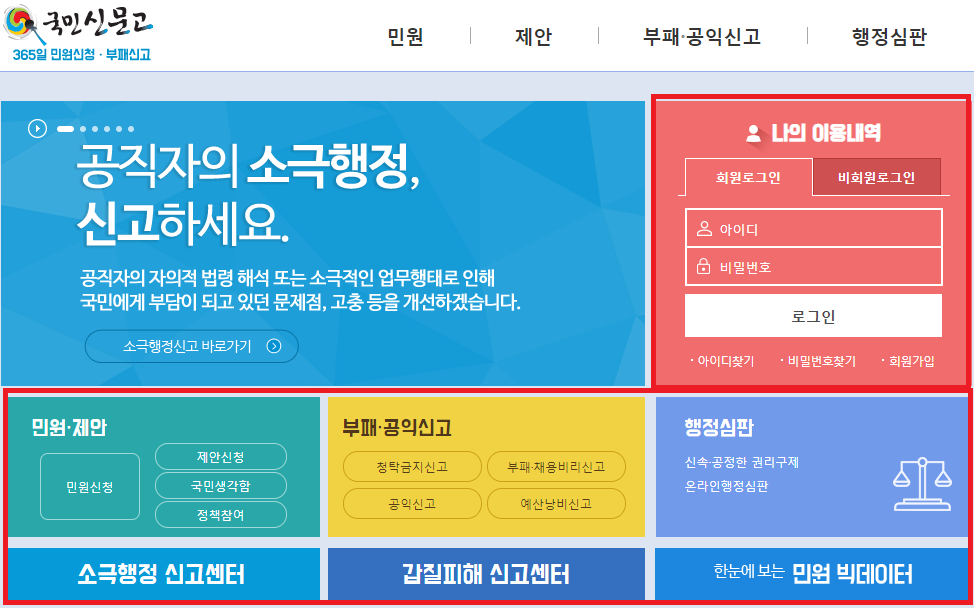 국민신문고
365일 민원신청 · 부패신고
민원
제안
부패·공익신고
행정심판
공직자의 소극행정,
신고하세요.
공직자의 자의적 법령 해석 또는 소극적인 업무행태로 인해
국민에게 부담이 되고 있던 문제점, 고충 등을 개선하겠습니다.
소극행정신고 바로가기
나의 이용내역
회원로그인
비회원로그인
아이디
비밀번호
로그인
· 아이디찾기
· 비밀번호찾기
· 회원가입
민원·제안
민원신청
제안신청
국민생각함
정책참여
부패·공익신고
청탁금지신고
부패·채용비리신고
공익신고
예산낭비신고
행정심판
신속·공정한 권리구제
온라인행정심판
소극행정 신고센터
갑질피해 신고센터
한눈에 보는 민원 빅데이터